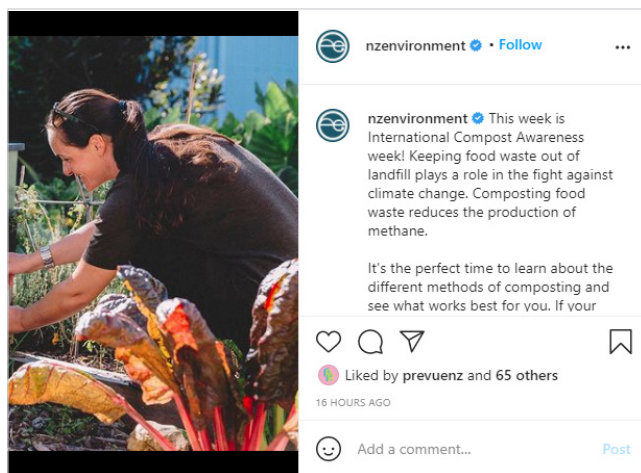 nzenvironment • Follow
nzenvironment This week is
International Compost Awareness
week! Keeping food waste out of
landfill plays a role in the fight against
climate change. Composting food
waste reduces the production of
methane.
It's the perfect time to learn about the
different methods of composting and
see what works best for you. If your
Liked by prevuenz and 65 others
16 HOURS AGO
Add a comment... Post